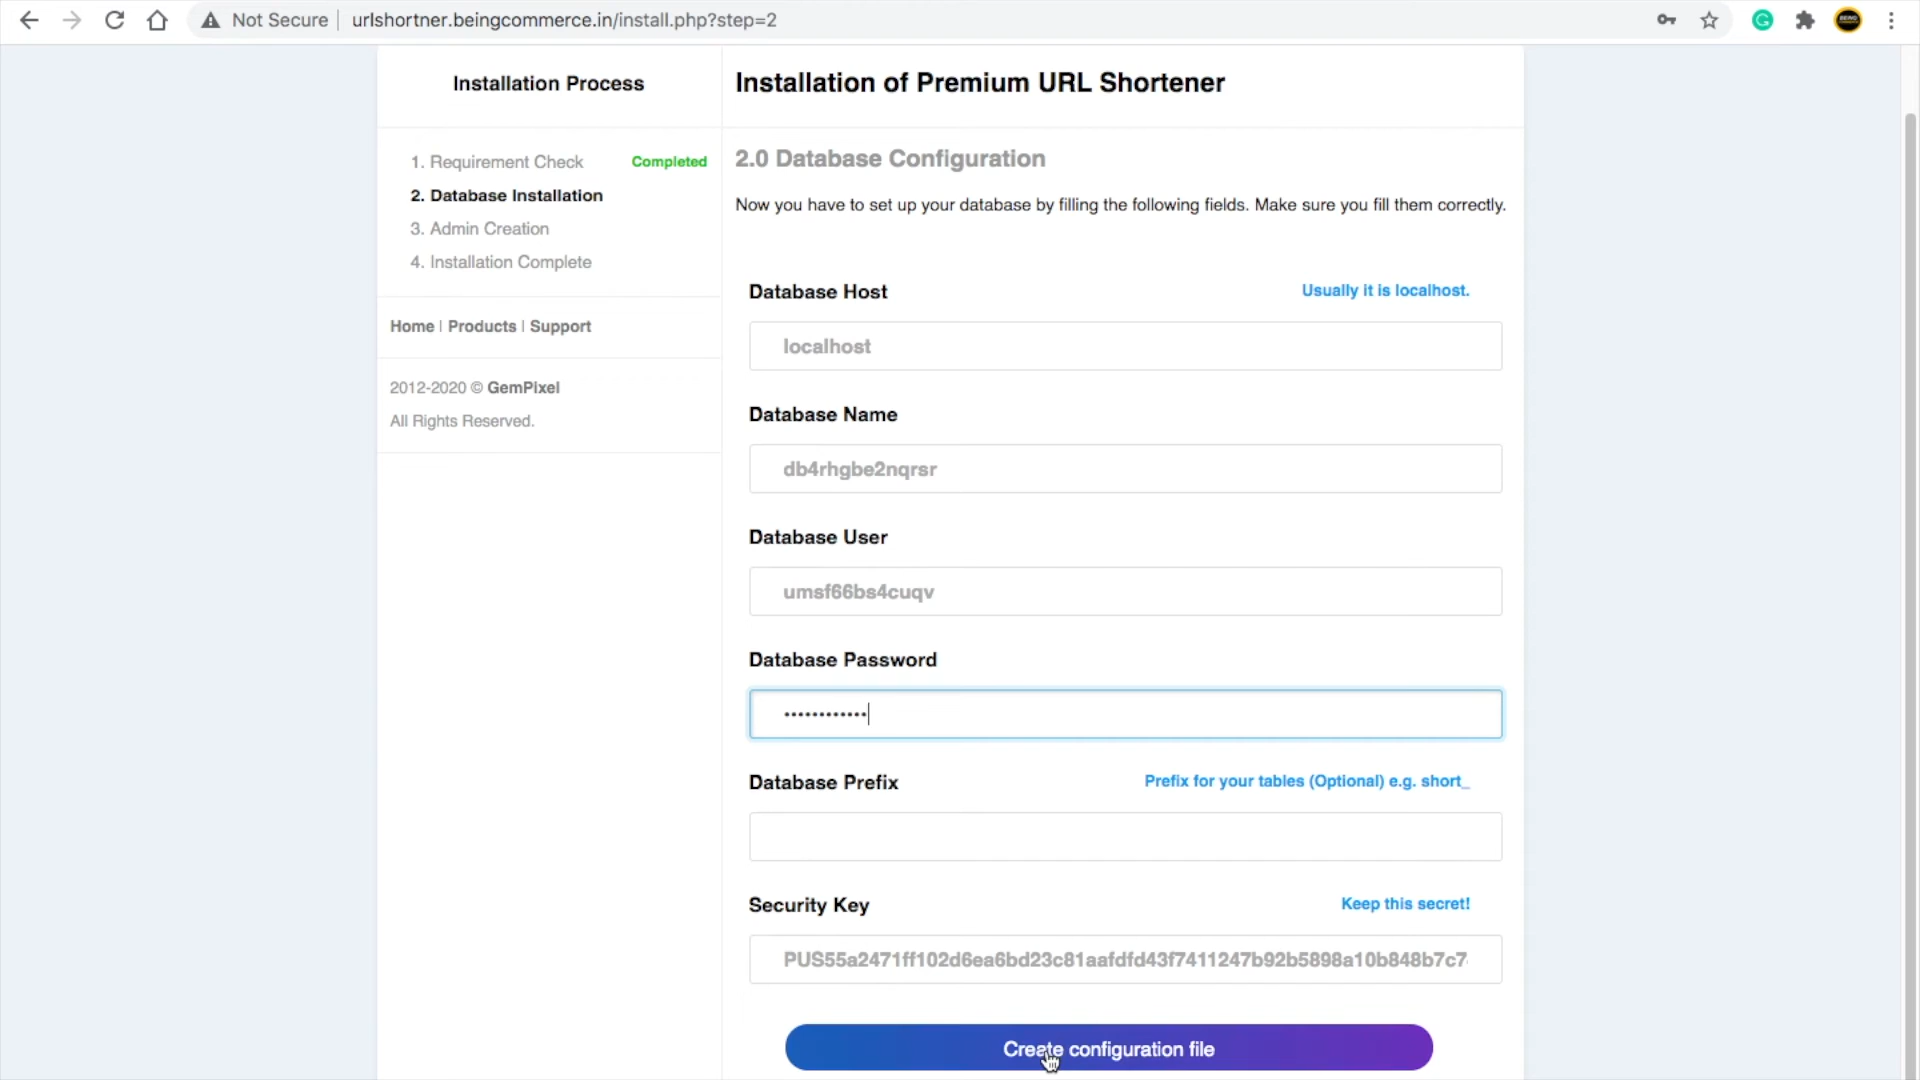 Not Secure
urlshortner.beingcommerce.in/install.php?step=2
Installation Process
1. Requirement Check Completed
2. Database Installation
3. Admin Creation
4. Installation Complete
Home | Products | Support
2012-2020 © GemPixel
All Rights Reserved.
Installation of Premium URL Shortener
2.0 Database Configuration
Now you have to set up your database by filling the following fields. Make sure you fill them correctly.
Database Host Usually it is localhost.
localhost
Database Name
db4rhgbe2nqrsr
Database User
umsf66bs4cuqv
Database Password
••••••••••••
Database Prefix Prefix for your tables (Optional) e.g. short_
Security Key Keep this secret!
PUS55a2471ff102d6ea6bd23c81aafdfd43f7411247b92b5898a10b848b7c7
Create configuration file